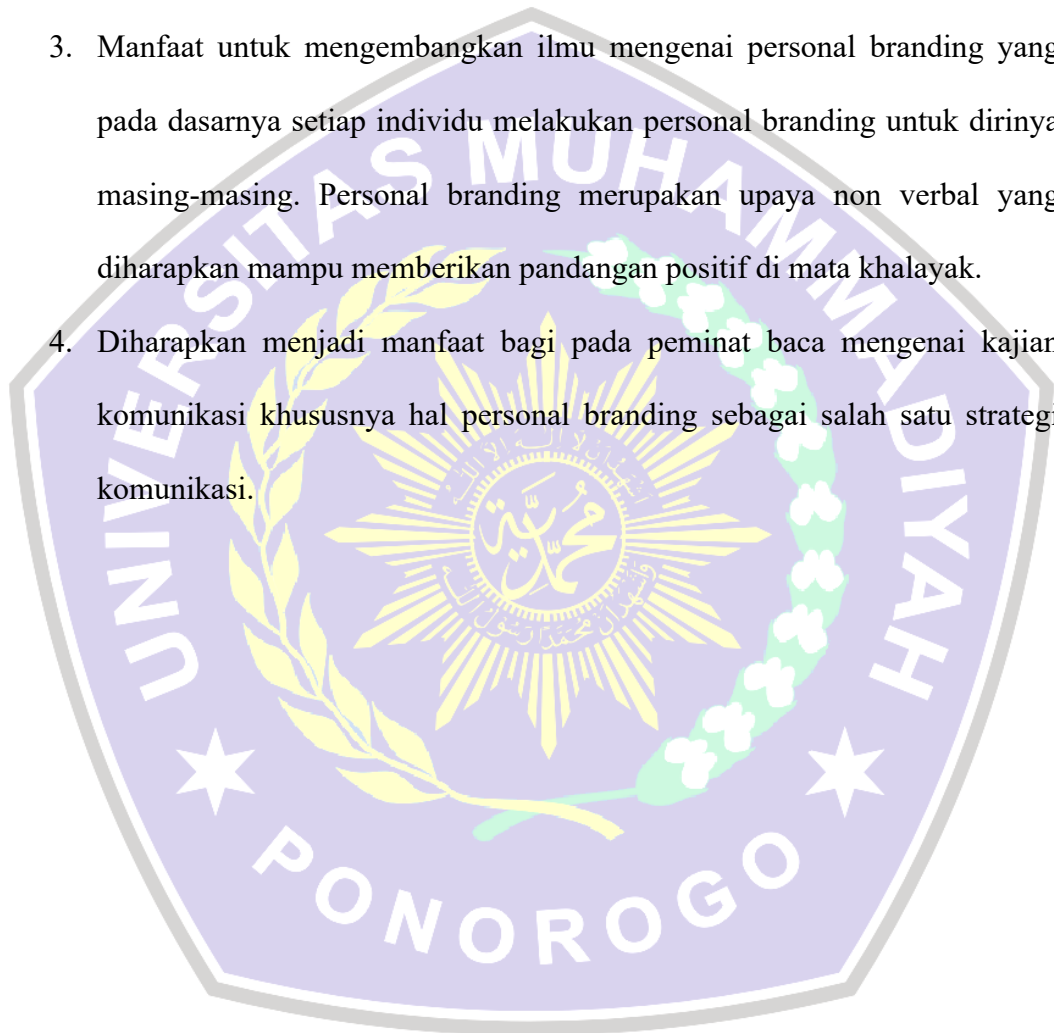 3. Manfaat untuk mengembangkan ilmu mengenai personal branding yang
pada dasarnya setiap individu melakukan personal branding untuk dirinya
masing-masing. Personal branding merupakan upaya non verbal yang
diharapkan mampu memberikan pandangan positif di mata khalayak.
4. Diharapkan menjadi manfaat bagi pada peminat baca mengenai kajian
komunikasi khususnya hal personal branding sebagai salah satu strategi
komunikasi.
UNIVERSITAS MUHAMMADIYAH
PONOROGO
محمدية